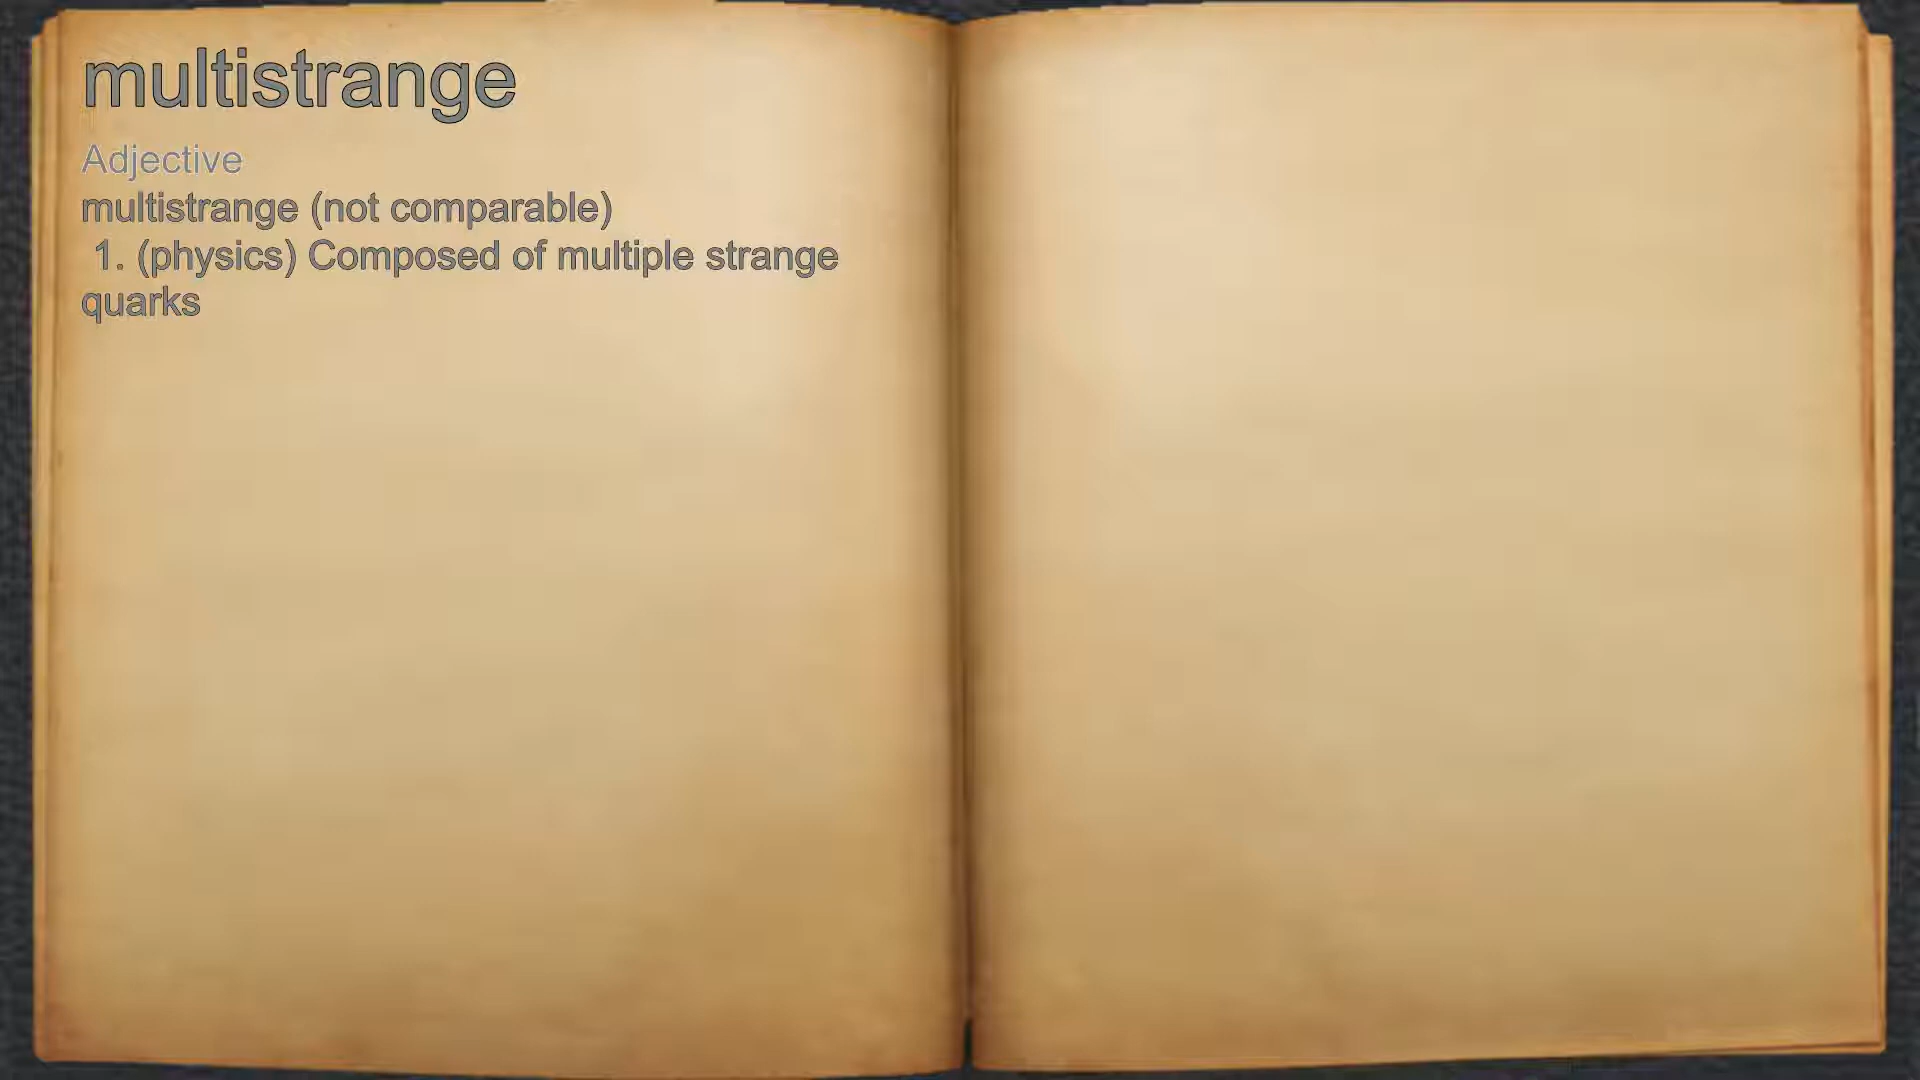 multistrange
Adjective
multistrange (not comparable)
1. (physics) Composed of multiple strange
quarks